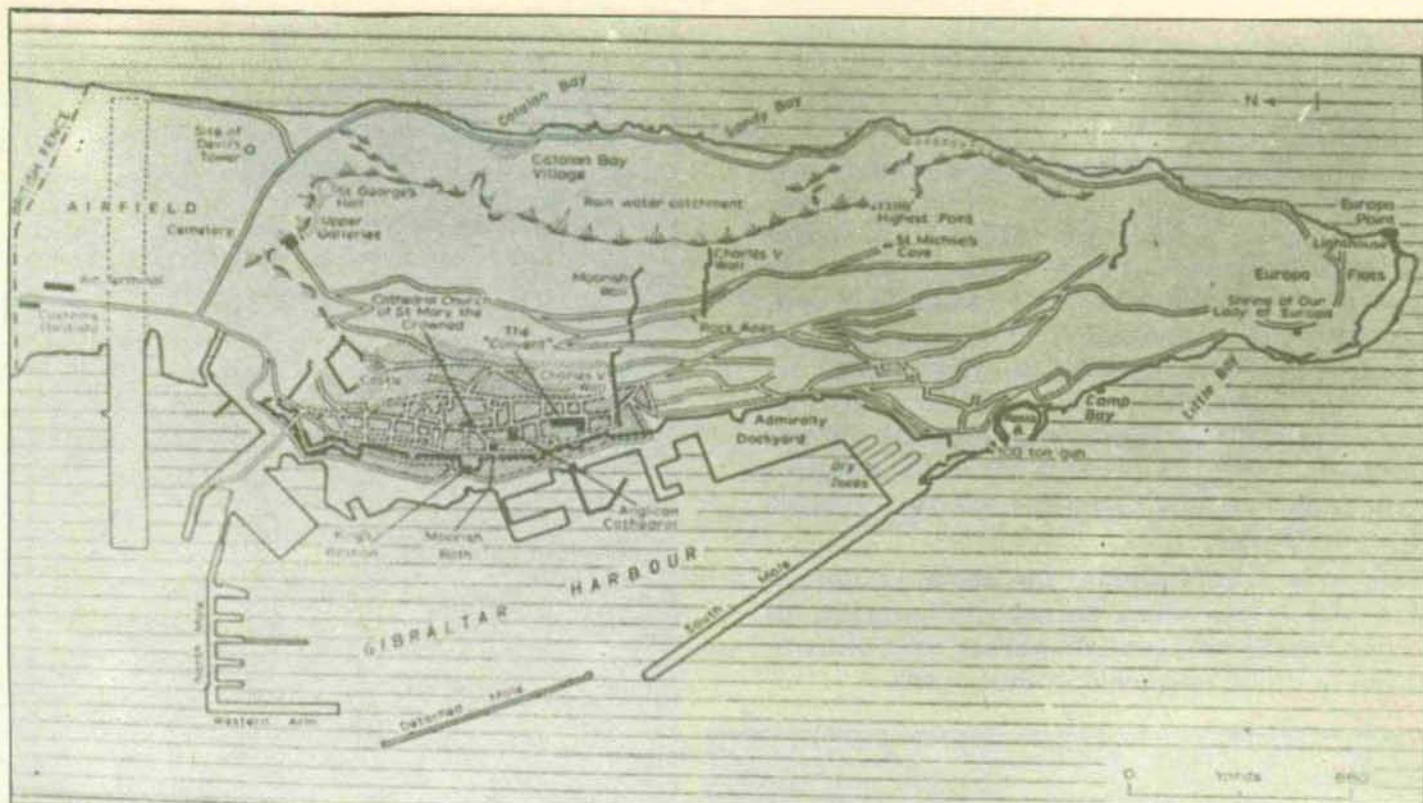 Catalan Bay
Sandy Bay
N
BRITISH FENCE
Site of
Devil's
Tower
Catalan Bay
Village
AIRFIELD
St George's
Hall
Rain water catchment
Highest Point
Europa
Point
Cemetery
Upper
Galleries
Lighthouse
St Michael's
Cave
Charles V
Wall
Moorish
Wall
Europa
Flats
Air Terminal
Cathedral Church
of St Mary the
Crowned
Shrine of Our
Lady of Europa
Customs
(British)
The
"Convent"
Rock Apes
Castle
Charles V
Wall
Little Bay
Camp
Bay
Admiralty
Dockyard
100 ton gun
Dry
Docks
Anglican
Cathedral
King's
Bastion
Moorish
Bath
GIBRALTAR HARBOUR
South Mole
North Mole
Detached Mole
Western Arm
0 Yards 880